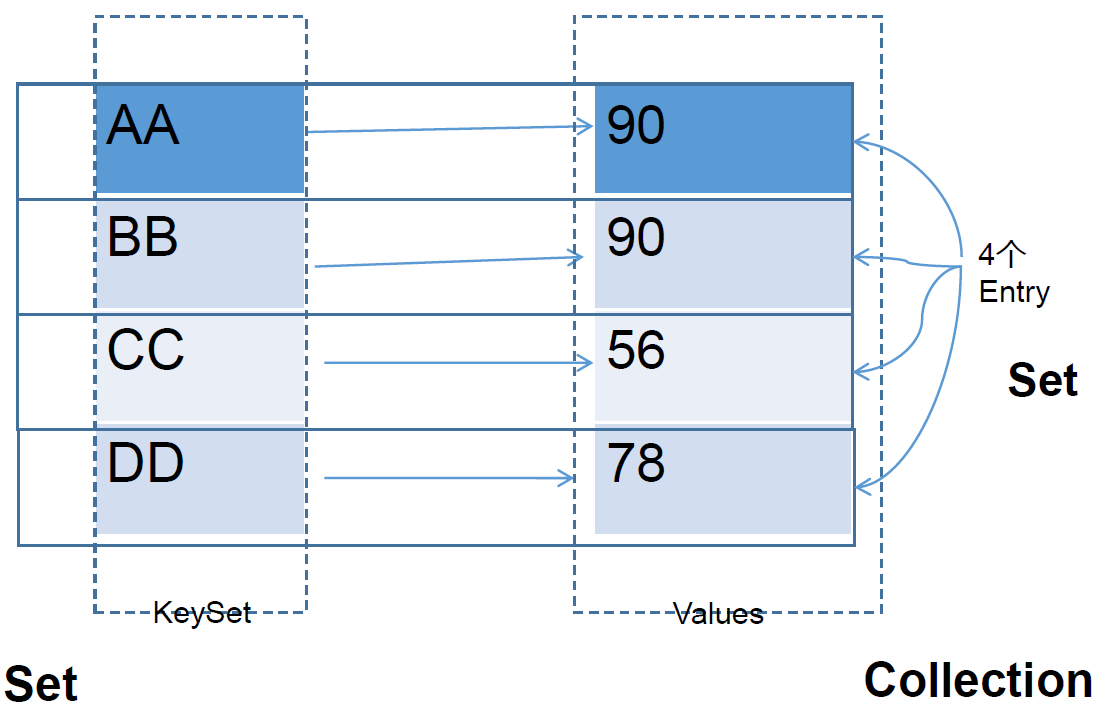 AA
90
BB
90
4个
Entry
CC
56
Set
DD
78
KeySet
Values
Set
Collection